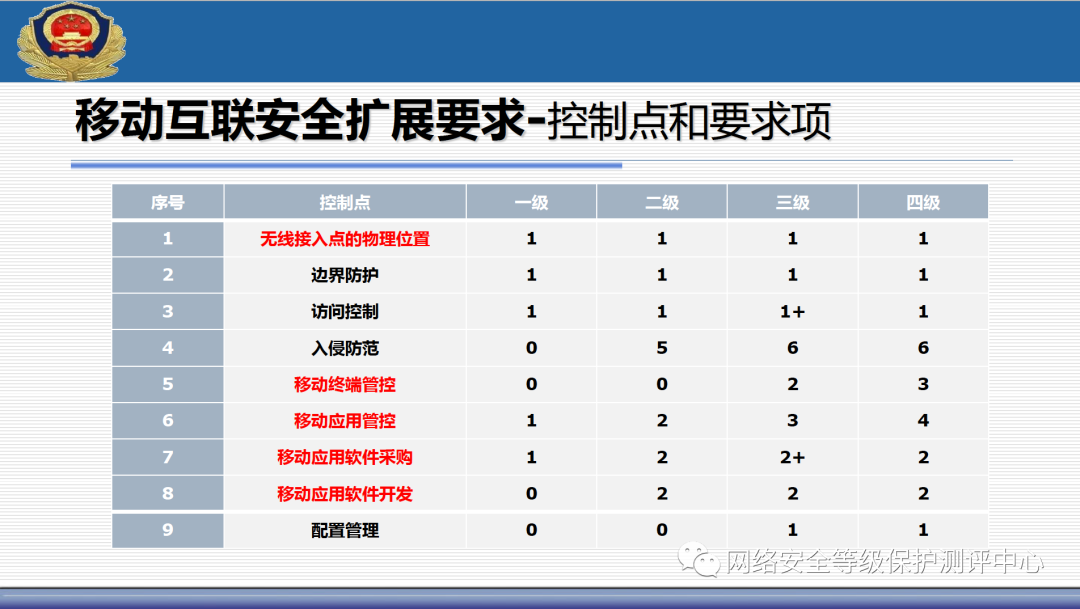 移动互联安全扩展要求-控制点和要求项
序号 控制点 一级 二级 三级 四级
1 无线接入点的物理位置 1 1 1 1
2 边界防护 1 1 1 1
3 访问控制 1 1 1+ 1
4 入侵防范 0 5 6 6
5 移动终端管控 0 0 2 3
6 移动应用管控 1 2 3 4
7 移动应用软件采购 1 2 2+ 2
8 移动应用软件开发 0 2 2 2
9 配置管理 0 0 1 1
网络安全等级保护测评中心